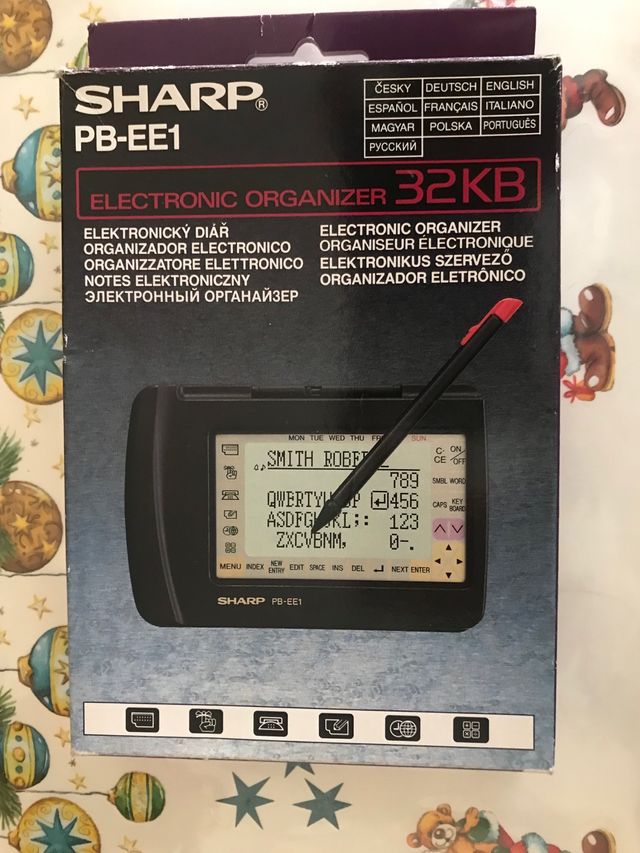 SHARP®
PB-EE1
ČESKY DEUTSCH ENGLISH
ESPAÑOL FRANÇAIS ITALIANO
MAGYAR POLSKA PORTUGUÊS
РУССКИЙ
ELECTRONIC ORGANIZER 32KB
ELEKTRONICKÝ DIÁŘ
ORGANIZADOR ELECTRONICO
ORGANIZZATORE ELETTRONICO
NOTES ELEKTRONICZNY
ЭЛЕКТРОННЫЙ ОРГАНАЙЗЕР
ELECTRONIC ORGANIZER
ORGANISEUR ÉLECTRONIQUE
ELEKTRONIKUS SZERVEZŐ
ORGANIZADOR ELETRÔNICO
MON TUE WED THU SUN
SMITH
789
456
123
ZXCVBNM, 0-.
C·CE ON/OFF
SMBL WORD
CAPS KEY BOARD
MENU INDEX NEW ENTRY EDIT SPACE INS DEL ↵ NEXT ENTER
SHARP PB-EE1